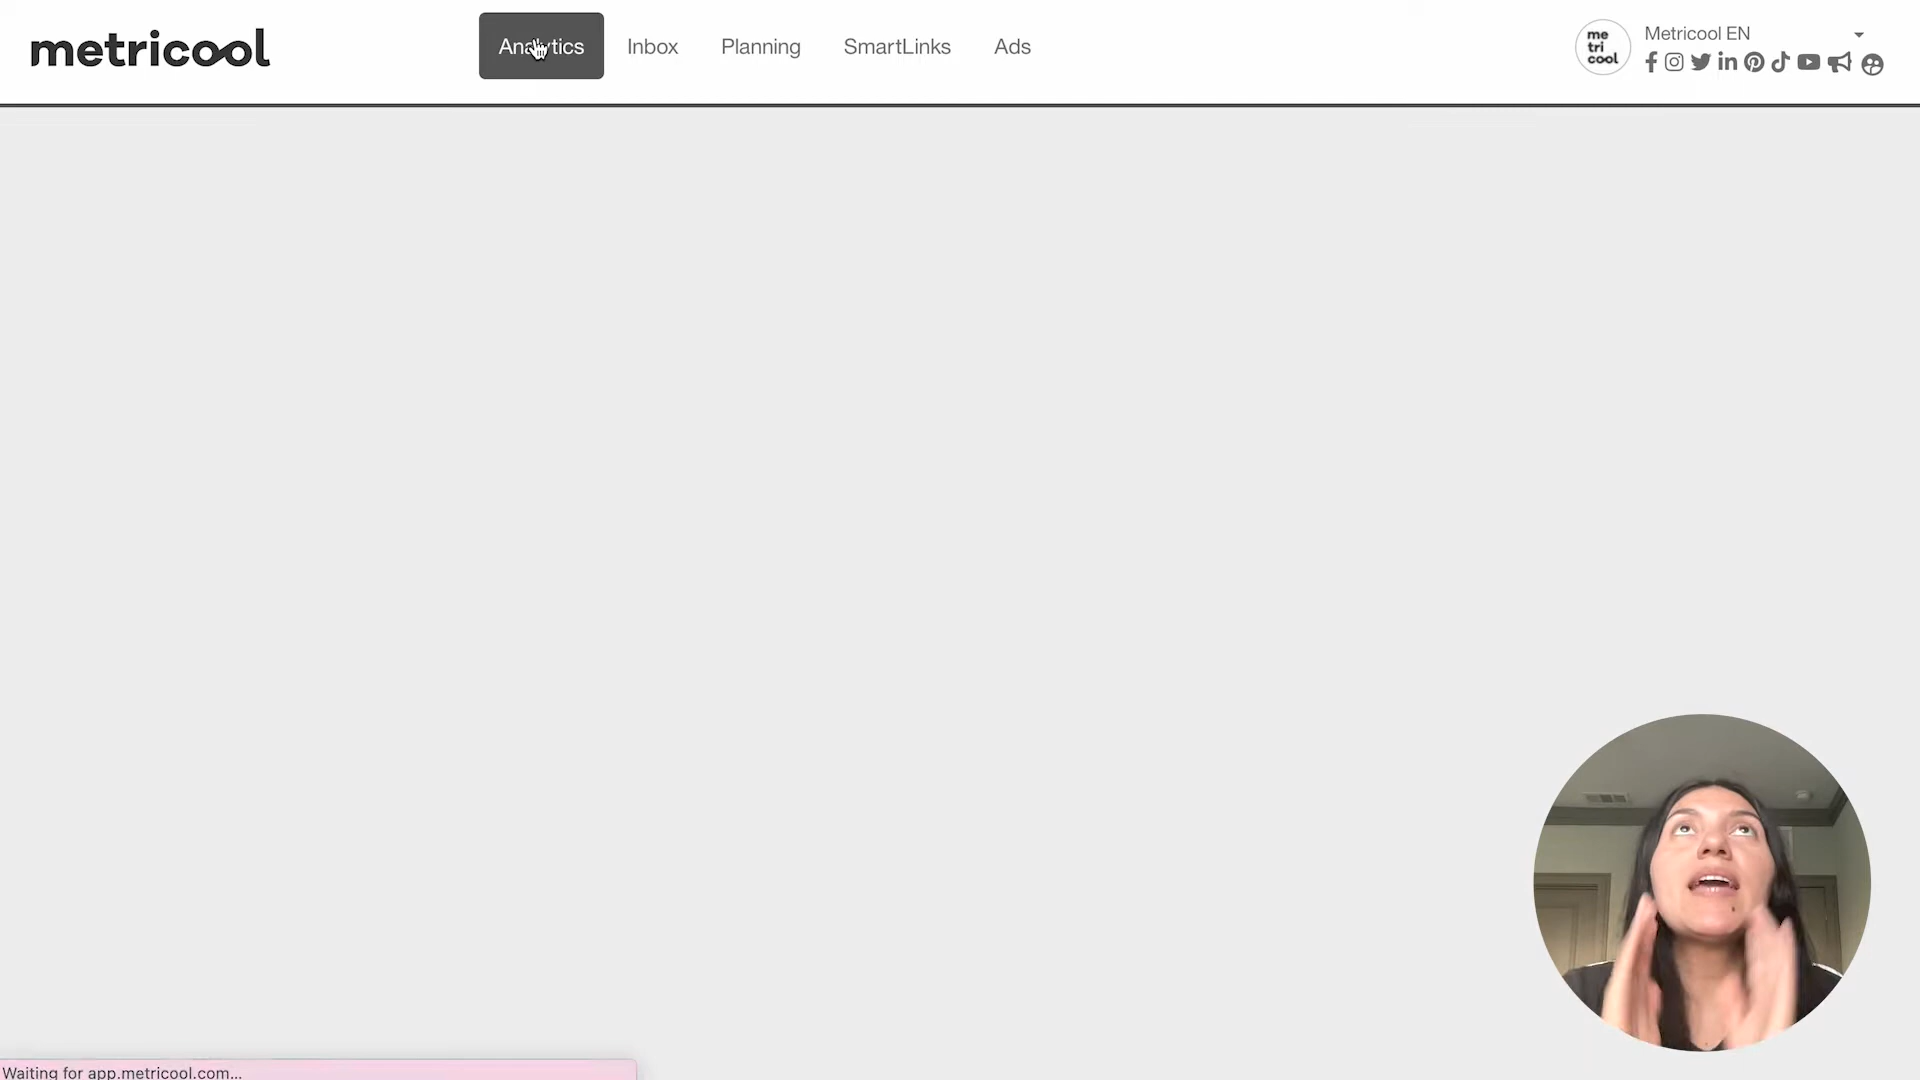 metricool
Analytics
Inbox
Planning
SmartLinks
Ads
me
tri
cool
Metricool EN
Waiting for app.metricool.com...